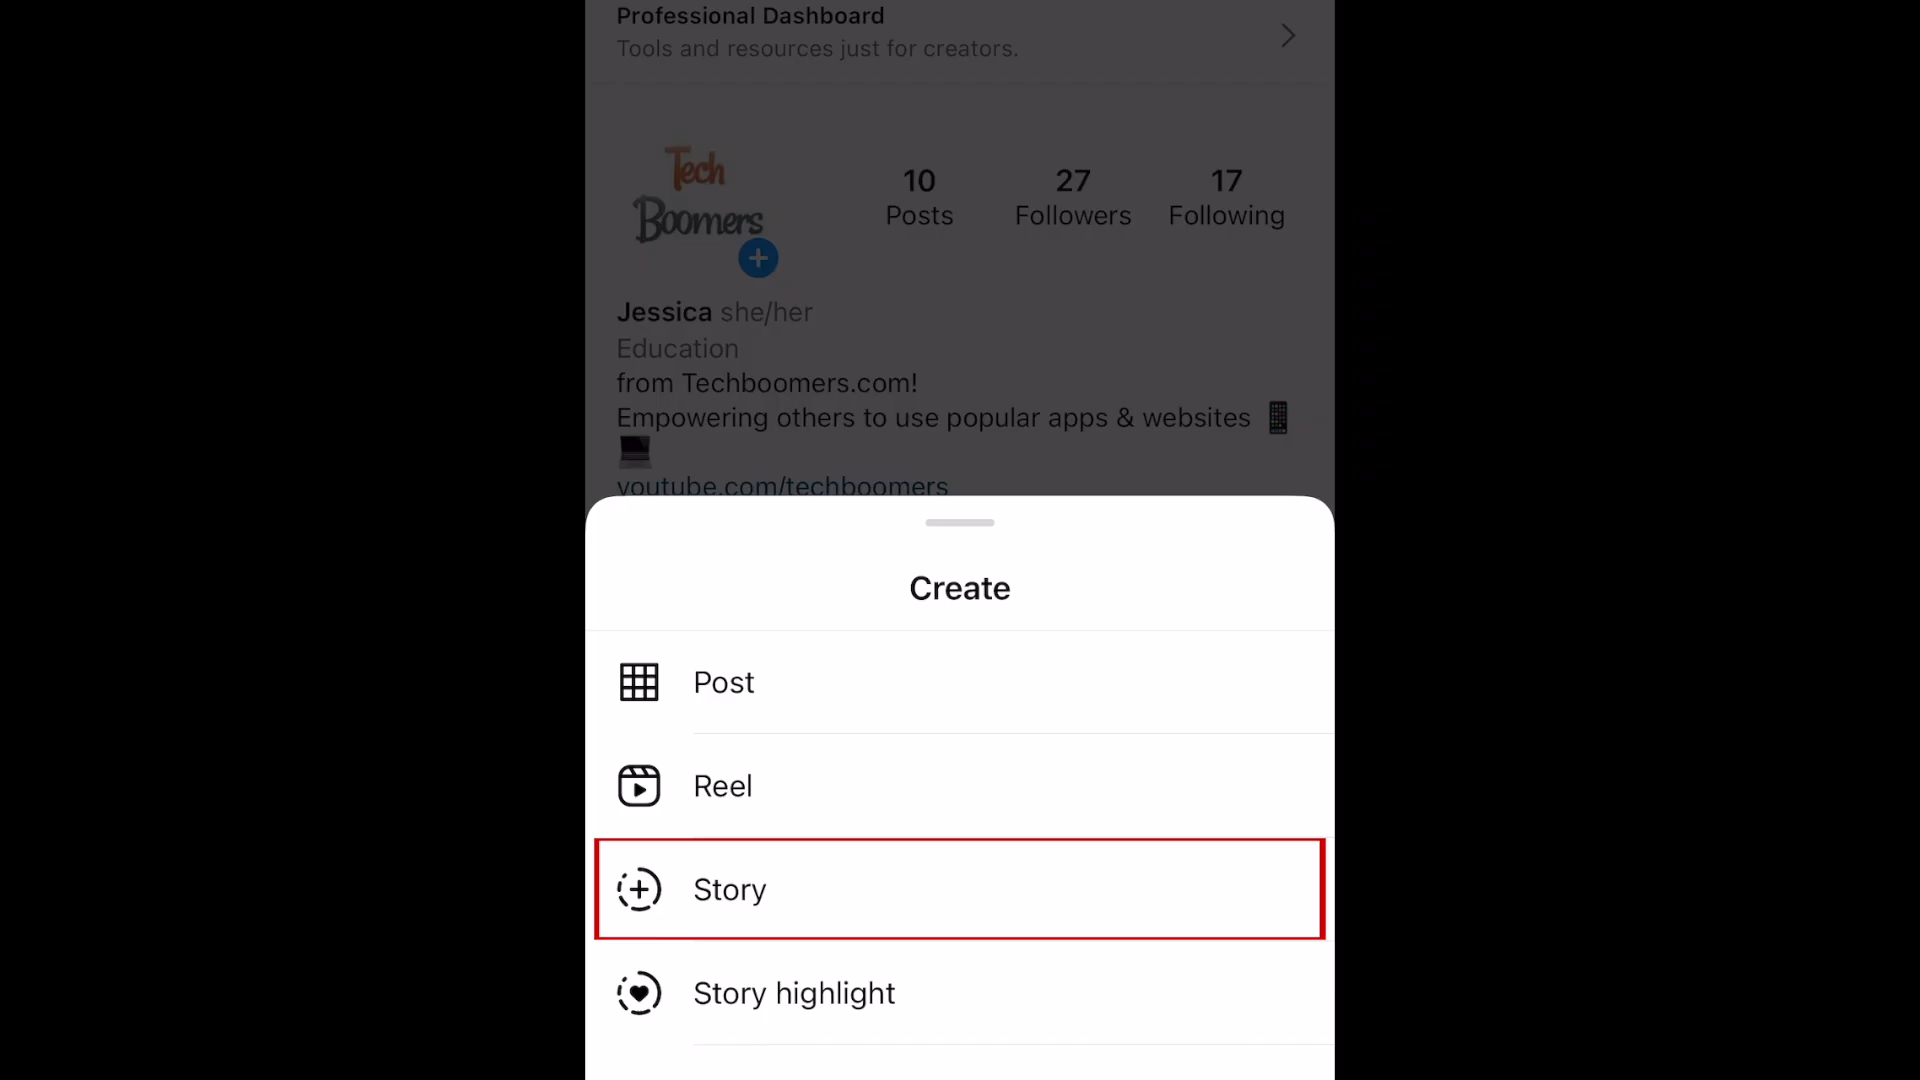 Professional Dashboard
Tools and resources just for creators.
Tech
Boomers
10
Posts
27
Followers
17
Following
Jessica she/her
Education
from Techboomers.com!
Empowering others to use popular apps & websites
youtube.com/techboomers
Create
Post
Reel
Story
Story highlight